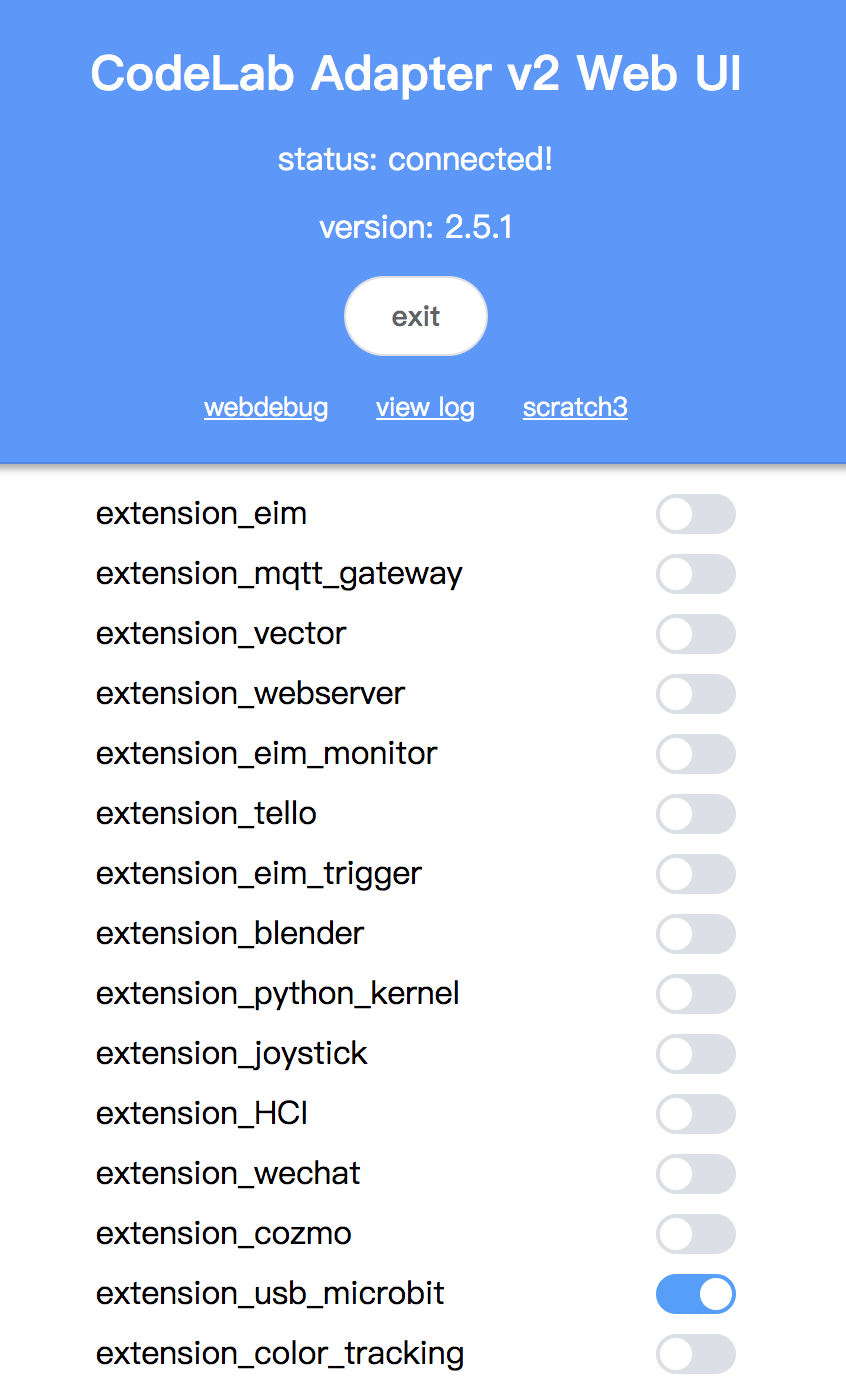 CodeLab Adapter v2 Web UI
status: connected!
version: 2.5.1
exit
webdebug view log scratch3
extension_eim
extension_mqtt_gateway
extension_vector
extension_webserver
extension_eim_monitor
extension_tello
extension_eim_trigger
extension_blender
extension_python_kernel
extension_joystick
extension_HCI
extension_wechat
extension_cozmo
extension_usb_microbit
extension_color_tracking